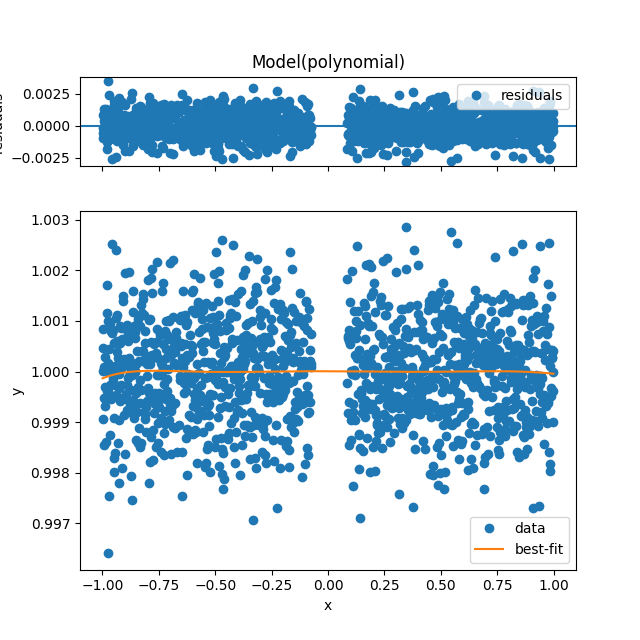 Model(polynomial)
0.0025
0.0000
−0.0025
residuals
residuals
1.003
1.002
1.001
1.000
0.999
0.998
0.997
y
data
best-fit
−1.00 −0.75 −0.50 −0.25 0.00 0.25 0.50 0.75 1.00
x